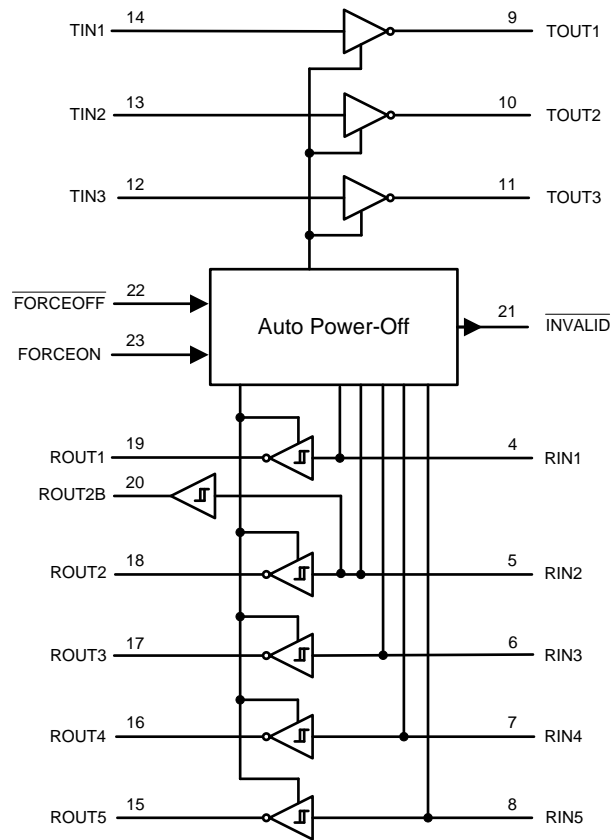 TIN1 14 9 TOUT1
TIN2 13 10 TOUT2
TIN3 12 11 TOUT3
FORCEOFF 22
Auto Power-Off
21 INVALID
FORCEON 23
ROUT1 19 4 RIN1
ROUT2B 20
ROUT2 18 5 RIN2
ROUT3 17 6 RIN3
ROUT4 16 7 RIN4
ROUT5 15 8 RIN5